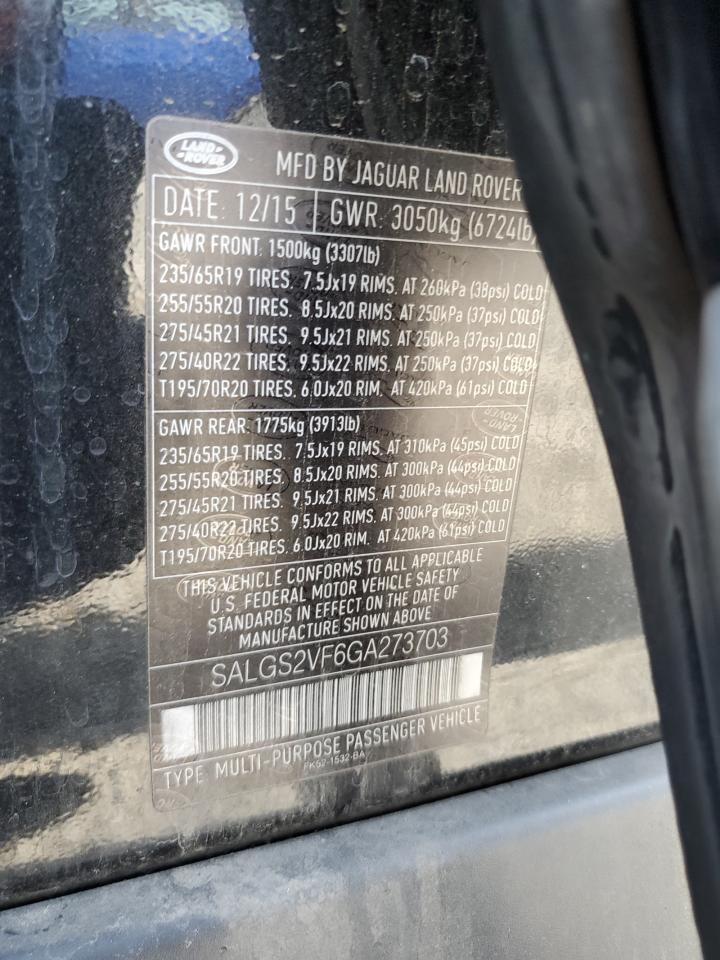 LAND-ROVER
MFD BY JAGUAR LAND ROVER
DATE: 12/15 GWR: 3050kg (6724lb)
GAWR FRONT: 1500kg (3307lb)
235/65R19 TIRES, 7.5Jx19 RIMS, AT 260kPa (38psi) COLD
255/55R20 TIRES, 8.5Jx20 RIMS, AT 250kPa (37psi) COLD
275/45R21 TIRES, 9.5Jx21 RIMS, AT 250kPa (37psi) COLD
275/40R22 TIRES, 9.5Jx22 RIMS, AT 250kPa (37psi) COLD
T195/70R20 TIRES, 6.0Jx20 RIM, AT 420kPa (61psi) COLD
GAWR REAR: 1775kg (3913lb)
235/65R19 TIRES, 7.5Jx19 RIMS, AT 310kPa (45psi) COLD
255/55R20 TIRES, 8.5Jx20 RIMS, AT 300kPa (44psi) COLD
275/45R21 TIRES, 9.5Jx21 RIMS, AT 300kPa (44psi) COLD
275/40R22 TIRES, 9.5Jx22 RIMS, AT 300kPa (44psi) COLD
T195/70R20 TIRES, 6.0Jx20 RIM, AT 420kPa (61psi) COLD
THIS VEHICLE CONFORMS TO ALL APPLICABLE
U.S. FEDERAL MOTOR VEHICLE SAFETY
STANDARDS IN EFFECT ON THE DATE OF
MANUFACTURE SHOWN ABOVE
SALGS2VF6GA273703
TYPE: MULTI-PURPOSE PASSENGER VEHICLE